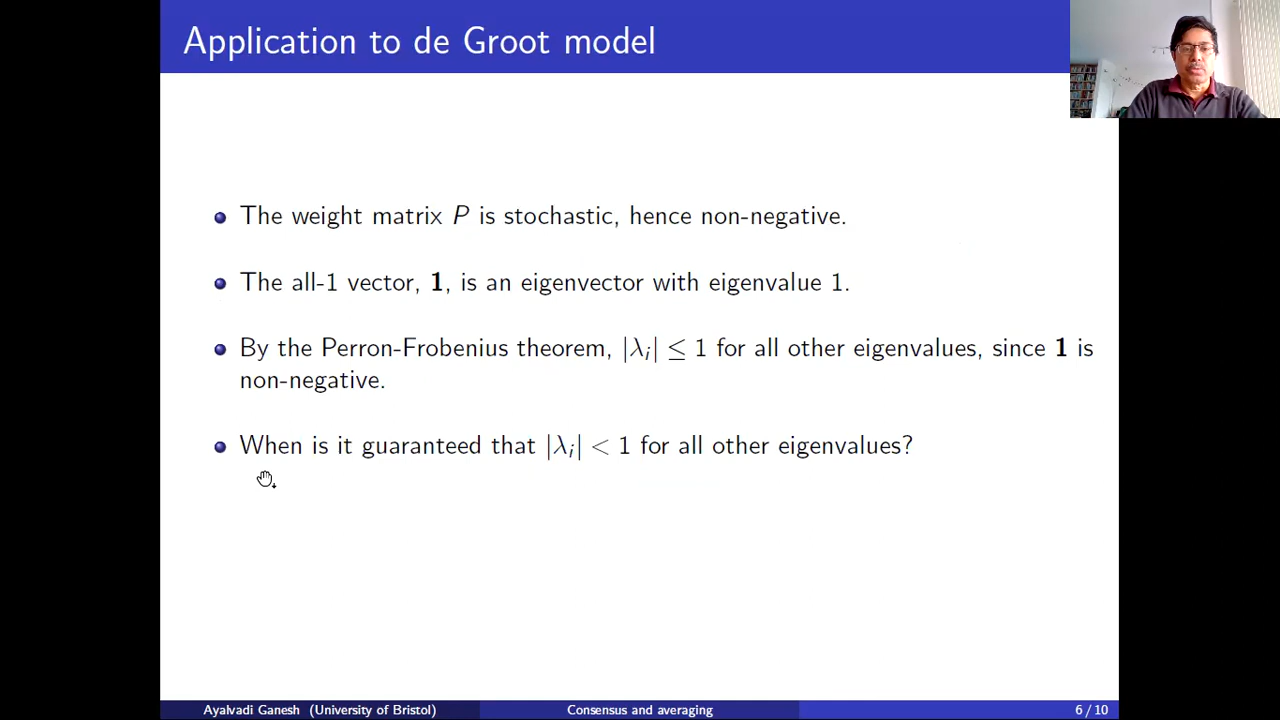 Application to de Groot model
The weight matrix P is stochastic, hence non-negative.
The all-1 vector, 1, is an eigenvector with eigenvalue 1.
By the Perron-Frobenius theorem, |λᵢ| ≤ 1 for all other eigenvalues, since 1 is
non-negative.
When is it guaranteed that |λᵢ| < 1 for all other eigenvalues?
Ayalvadi Ganesh (University of Bristol) Consensus and averaging 6 / 10